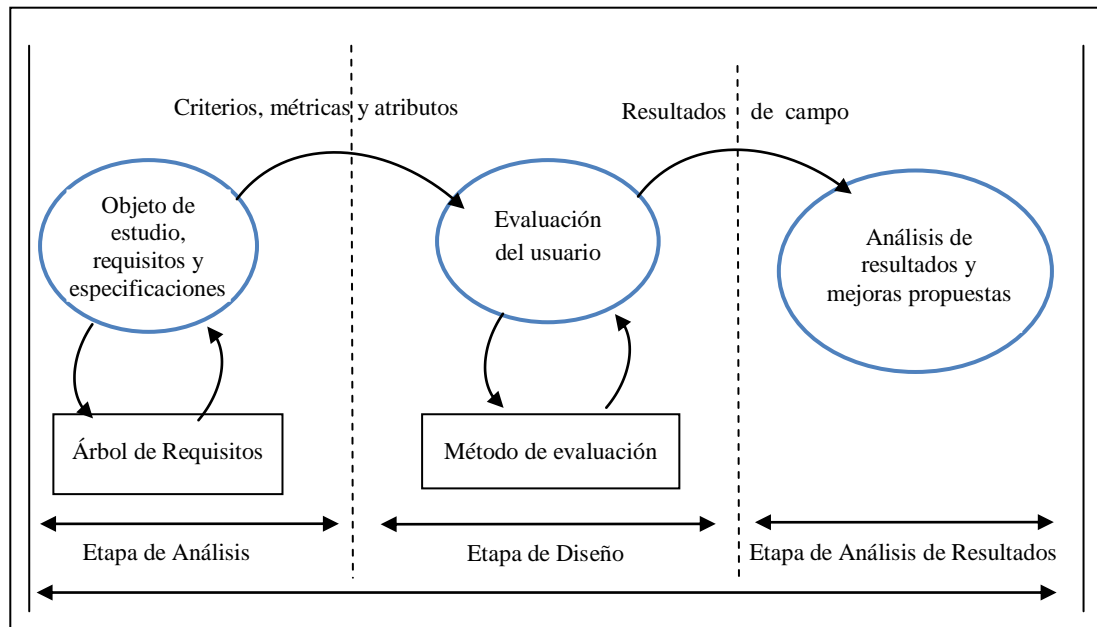 Criterios, métricas y atributos
Resultados de campo
Objeto de
estudio,
requisitos y
especificaciones
Evaluación
del usuario
Análisis de
resultados y
mejoras propuestas
Árbol de Requisitos
Método de evaluación
Etapa de Análisis
Etapa de Diseño
Etapa de Análisis de Resultados